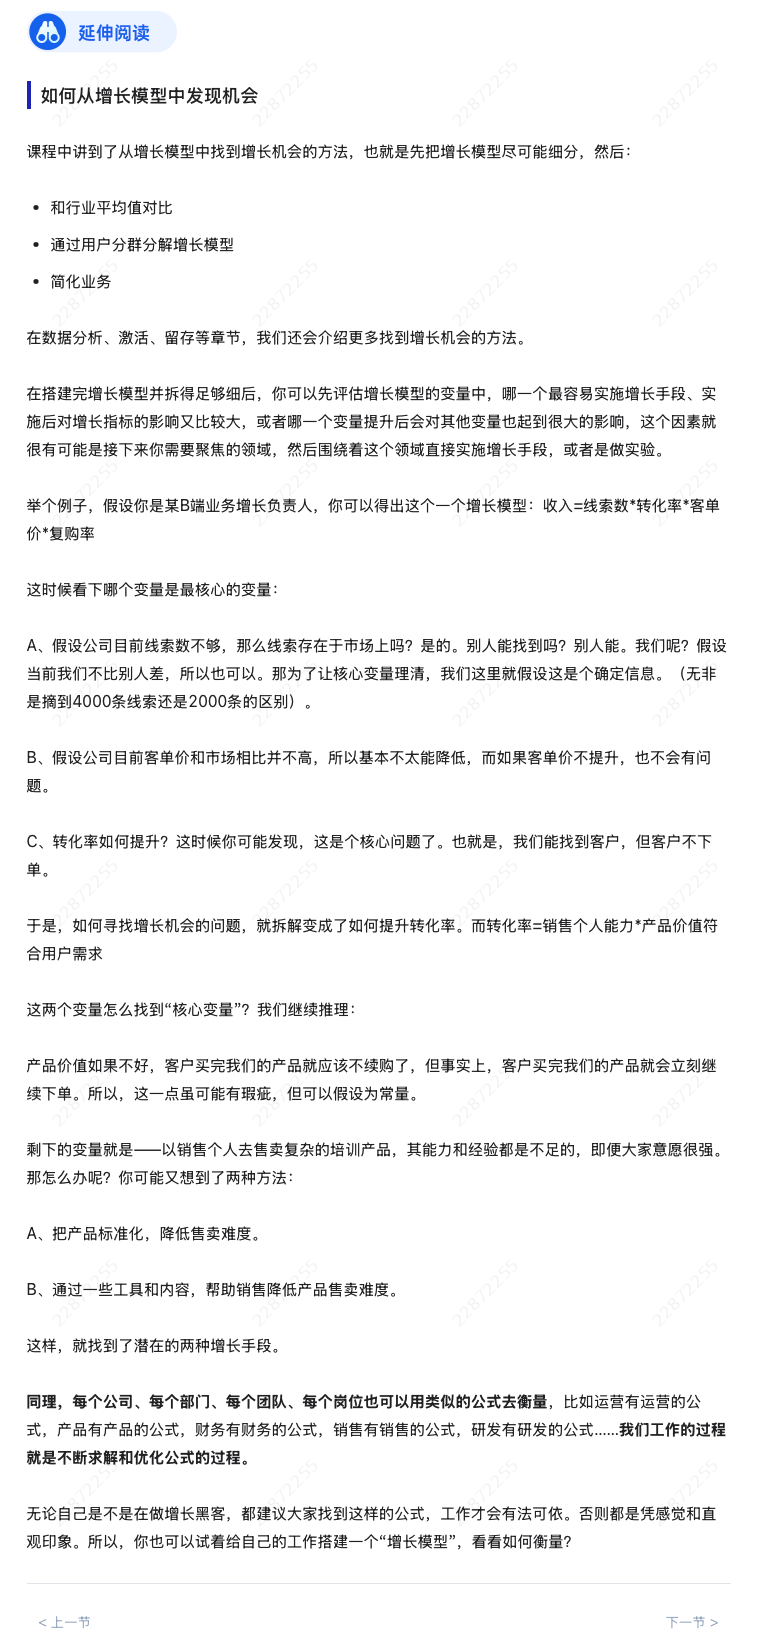 延伸阅读
如何从增长模型中发现机会
课程中讲到了从增长模型中找到增长机会的方法，也就是先把增长模型尽可能细分，然后：
• 和行业平均值对比
• 通过用户分群分解增长模型
• 简化业务
在数据分析、激活、留存等章节，我们还会介绍更多找到增长机会的方法。
在搭建完增长模型并拆得足够细后，你可以先评估增长模型的变量中，哪一个最容易实施增长手段、实
施后对增长指标的影响又比较大，或者哪一个变量提升后会对其他变量也起到很大的影响，这个因素就
很有可能是接下来你需要聚焦的领域，然后围绕着这个领域直接实施增长手段，或者是做实验。
举个例子，假设你是某B端业务增长负责人，你可以得出这个一个增长模型：收入=线索数*转化率*客单
价*复购率
这时候看下哪个变量是最核心的变量：
A、假设公司目前线索数不够，那么线索存在于市场上吗？是的。别人能找到吗？别人能。我们呢？假设
当前我们不比别人差，所以也可以。那为了让核心变量理清，我们这里就假设这是个确定信息。（无非
是摘到4000条线索还是2000条的区别）。
B、假设公司目前客单价和市场相比并不高，所以基本不太能降低，而如果客单价不提升，也不会有问
题。
C、转化率如何提升？这时候你可能发现，这是个核心问题了。也就是，我们能找到客户，但客户不下
单。
于是，如何寻找增长机会的问题，就拆解变成了如何提升转化率。而转化率=销售个人能力*产品价值符
合用户需求
这两个变量怎么找到“核心变量”？我们继续推理：
产品价值如果不好，客户买完我们的产品就应该不续购了，但事实上，客户买完我们的产品就会立刻继
续下单。所以，这一点虽可能有瑕疵，但可以假设为常量。
剩下的变量就是——以销售个人去售卖复杂的培训产品，其能力和经验都是不足的，即便大家意愿很强。
那怎么办呢？你可能又想到了两种方法：
A、把产品标准化，降低售卖难度。
B、通过一些工具和内容，帮助销售降低产品售卖难度。
这样，就找到了潜在的两种增长手段。
同理，每个公司、每个部门、每个团队、每个岗位也可以用类似的公式去衡量，比如运营有运营的公
式，产品有产品的公式，财务有财务的公式，销售有销售的公式，研发有研发的公式……我们工作的过程
就是不断求解和优化公式的过程。
无论自己是不是在做增长黑客，都建议大家找到这样的公式，工作才会有法可依。否则都是凭感觉和直
观印象。所以，你也可以试着给自己的工作搭建一个“增长模型”，看看如何衡量？
< 上一节
下一节 >
22872255